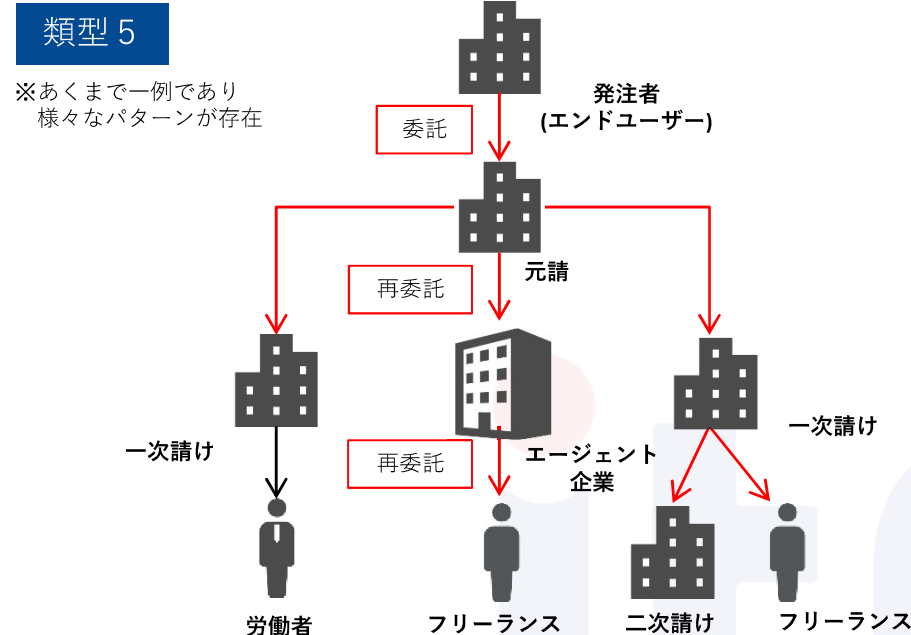 類型５
※あくまで一例であり
様々なパターンが存在
発注者
(エンドユーザー)
委託
元請
再委託
一次請け
再委託
エージェント
企業
一次請け
労働者
フリーランス
二次請け
フリーランス